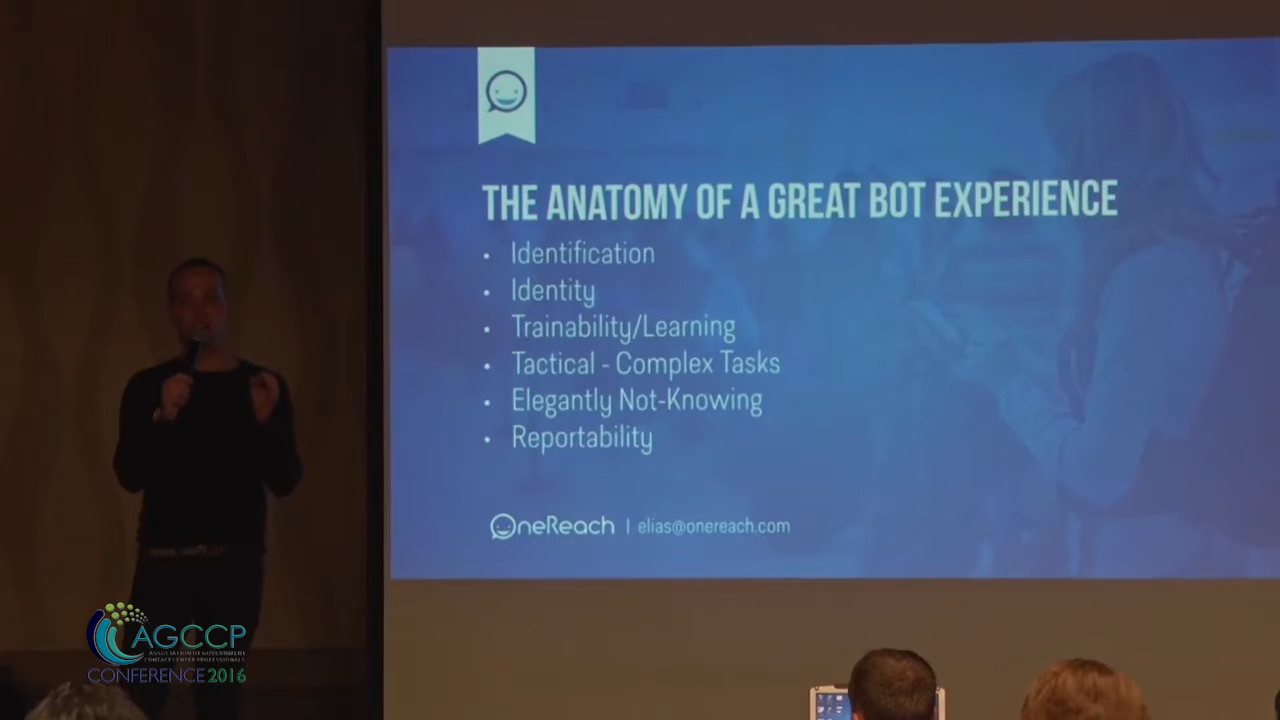 THE ANATOMY OF A GREAT BOT EXPERIENCE
• Identification
• Identity
• Trainability/Learning
• Tactical - Complex Tasks
• Elegantly Not-Knowing
• Reportability
OneReach | elias@onereach.com
AGCCP
ASSOCIATION OF GOVERNMENT
CONTACT CENTER PROFESSIONALS
CONFERENCE 2016